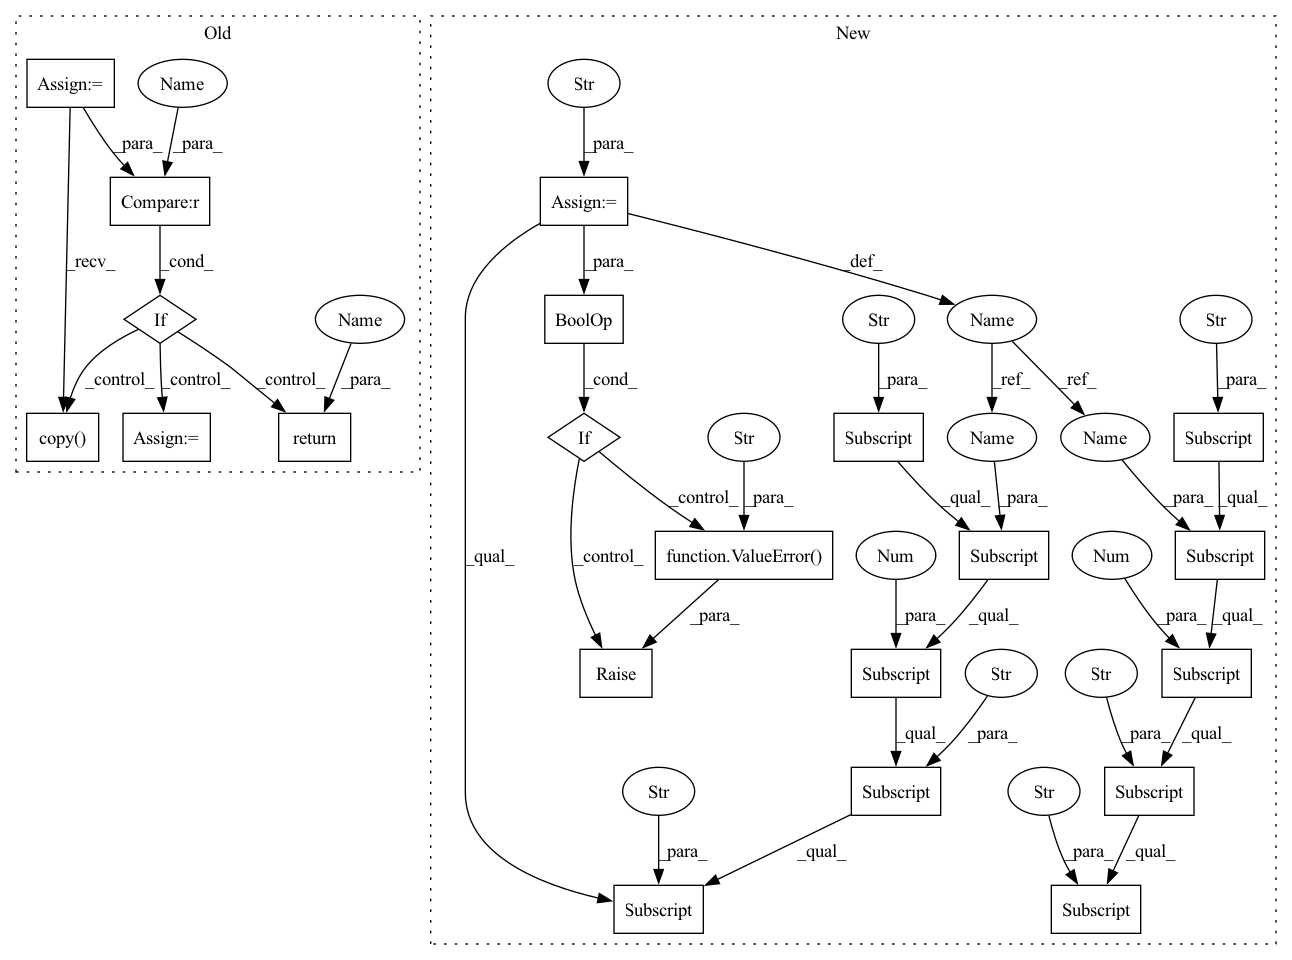 Old
New
Assign:=
Name
Str
_para_
_para_
_para_
Compare:r
Assign:=
_recv_
_cond_
_para_
_def_
If
Name
BoolOp
Str
Name
Str
_control_
_control_
_control_
_para_
_cond_
_para_
_ref_
_ref_
_para_
copy()
Assign:=
return
If
Str
Subscript
Name
Name
Subscript
_control_
_para_
_qual_
_para_
_para_
_qual_
_qual_
_control_
function.ValueError()
Num
Subscript
Num
Subscript
_para_
_para_
_qual_
_para_
_qual_
Raise
Subscript
Str
Str
Subscript
_qual_
_para_
_para_
_qual_
Str
Subscript
Str
Subscript
_para_
_qual_
_para_
_qual_
Subscript
Subscript